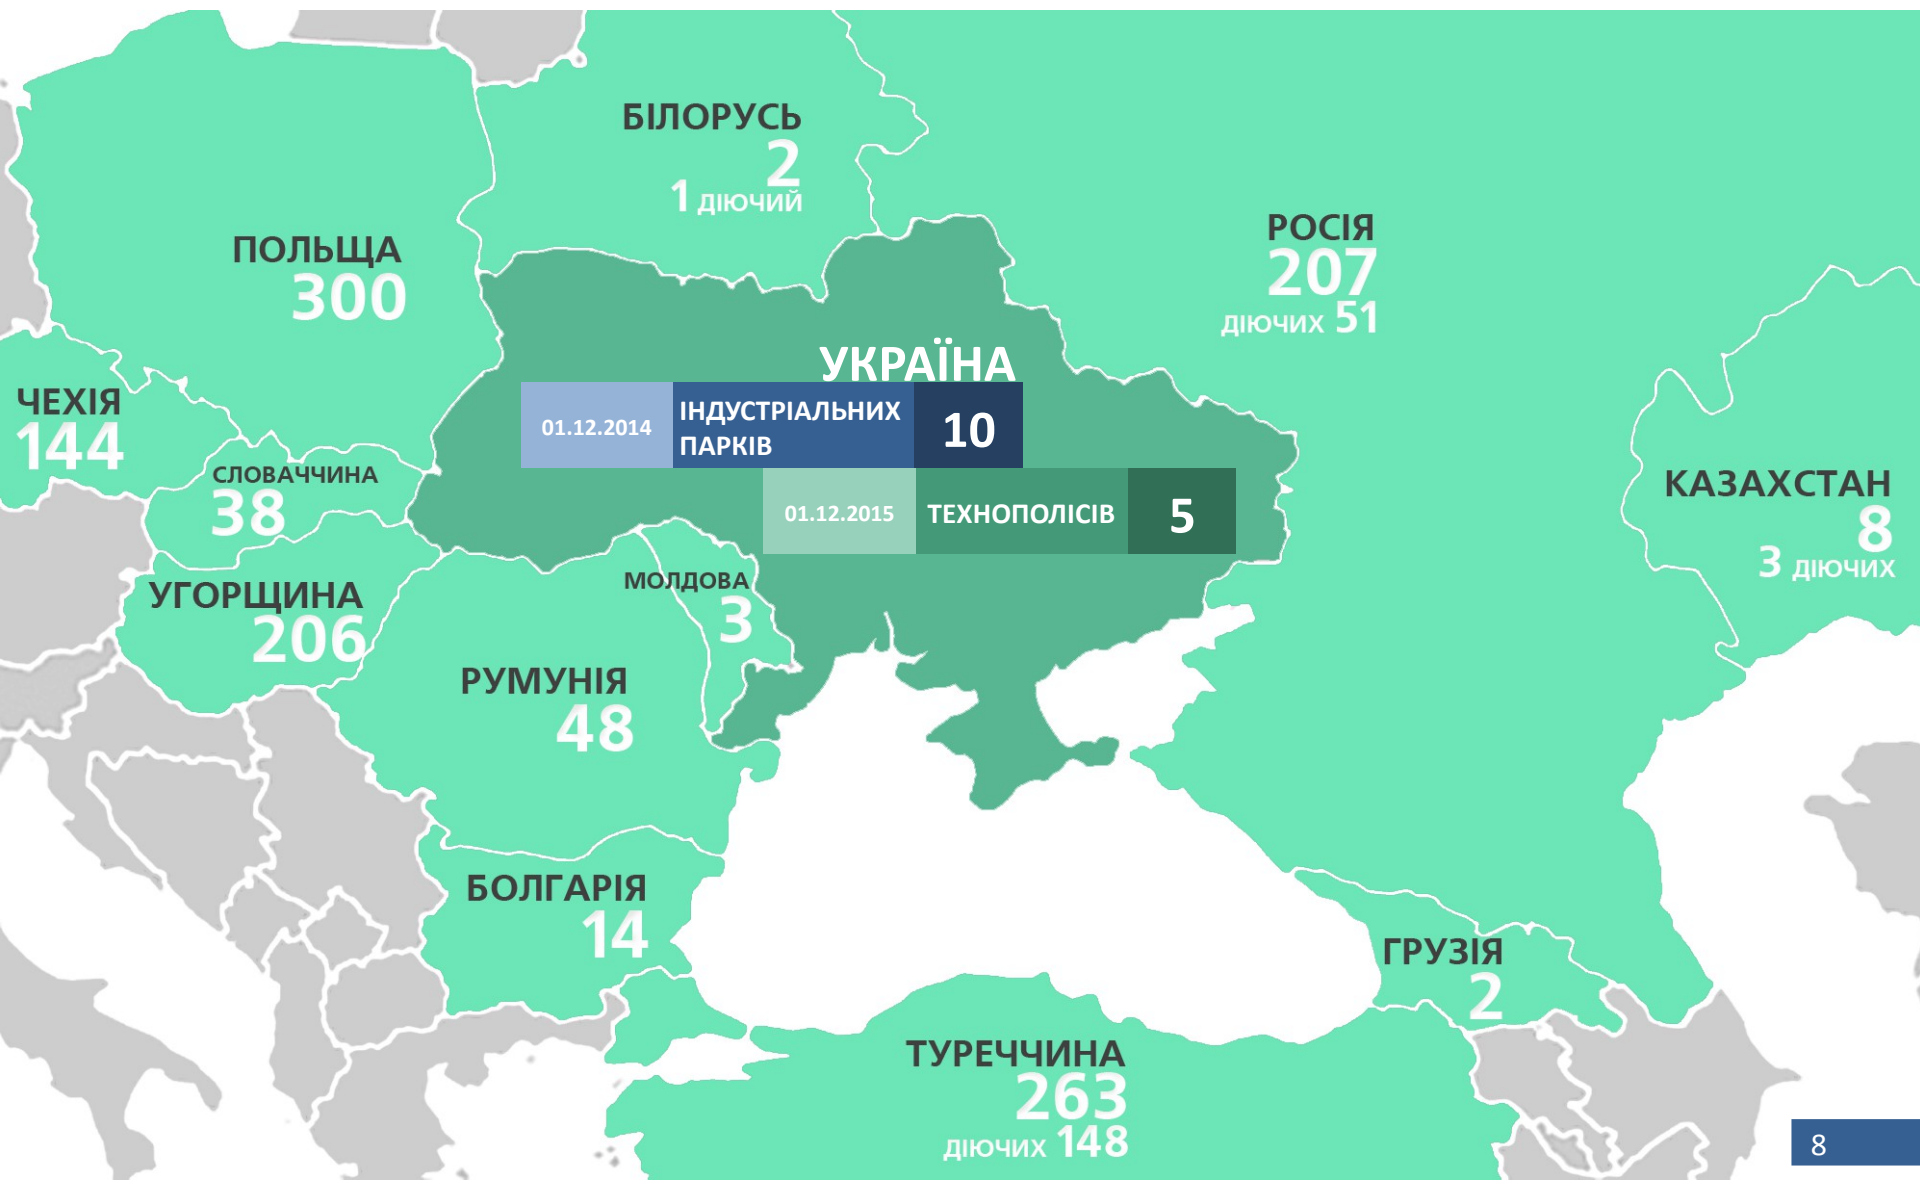 БІЛОРУСЬ
2
1 ДІЮЧИЙ
ПОЛЬЩА
300
РОСІЯ
207
ДІЮЧИХ 51
УКРАЇНА
01.12.2014
ІНДУСТРІАЛЬНИХ
ПАРКІВ
10
01.12.2015
ТЕХНОПОЛІСІВ
5
ЧЕХІЯ
144
СЛОВАЧЧИНА
38
КАЗАХСТАН
8
3 ДІЮЧИХ
УГОРЩИНА
206
МОЛДОВА
3
РУМУНІЯ
48
БОЛГАРІЯ
14
ГРУЗІЯ
2
ТУРЕЧЧИНА
263
ДІЮЧИХ 148
8